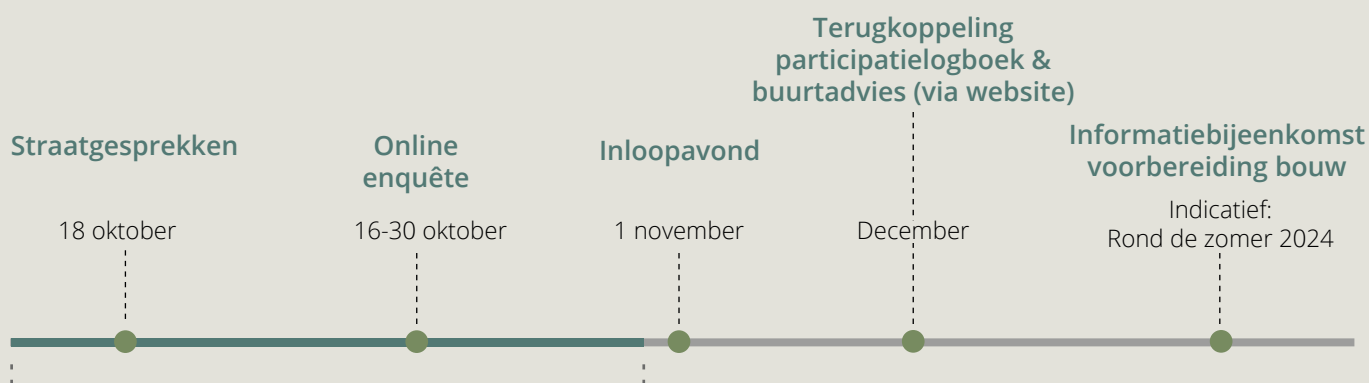 Straatgesprekken
18 oktober
Online
enquête
16-30 oktober
Inloopavond
1 november
Terugkoppeling
participatielogboek &
buurtadvies (via website)
December
Informatiebijeenkomst
voorbereiding bouw
Indicatief:
Rond de zomer 2024